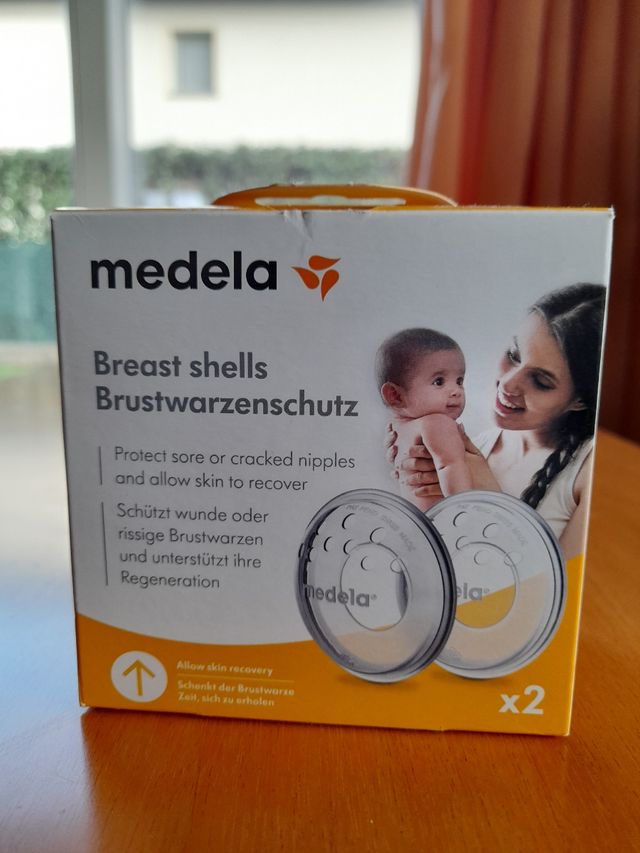 medela
Breast shells
Brustwarzenschutz
Protect sore or cracked nipples
and allow skin to recover
Schützt wunde oder
rissige Brustwarzen
und unterstützt ihre
Regeneration
medela®
ela®
Allow skin recovery
Schenkt der Brustwarze
Zeit, sich zu erholen
x2